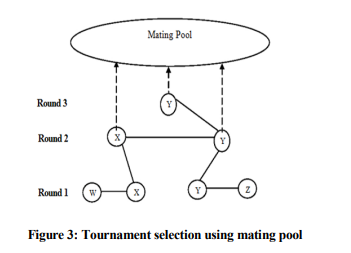 Mating Pool
Round 3
Y
Round 2
X
Y
Round 1
W
X
Y
Z
Figure 3: Tournament selection using mating pool